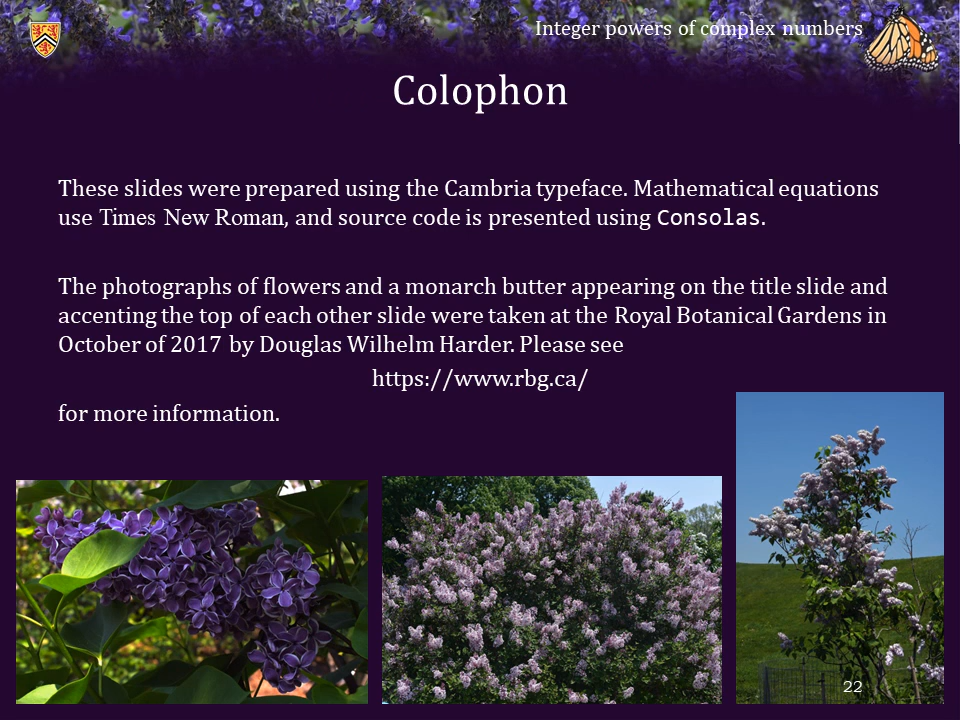 Integer powers of complex numbers
Colophon
These slides were prepared using the Cambria typeface. Mathematical equations
use Times New Roman, and source code is presented using Consolas.
The photographs of flowers and a monarch butter appearing on the title slide and
accenting the top of each other slide were taken at the Royal Botanical Gardens in
October of 2017 by Douglas Wilhelm Harder. Please see
https://www.rbg.ca/
for more information.
22